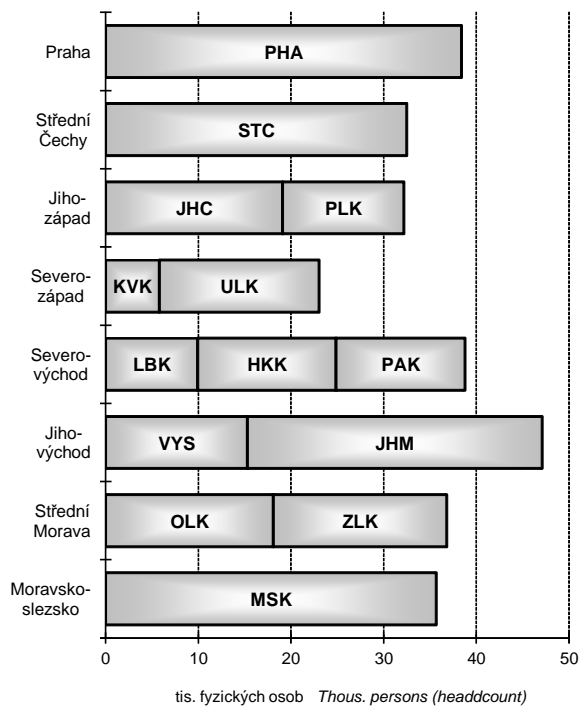 Praha
PHA
Střední
Čechy
STC
Jiho-
západ
JHC PLK
Severo-
západ
KVK ULK
Severo-
východ
LBK HKK PAK
Jiho-
východ
VYS JHM
Střední
Morava
OLK ZLK
Moravsko-
slezsko
MSK
0 10 20 30 40 50
tis. fyzických osob Thous. persons (headdcount)